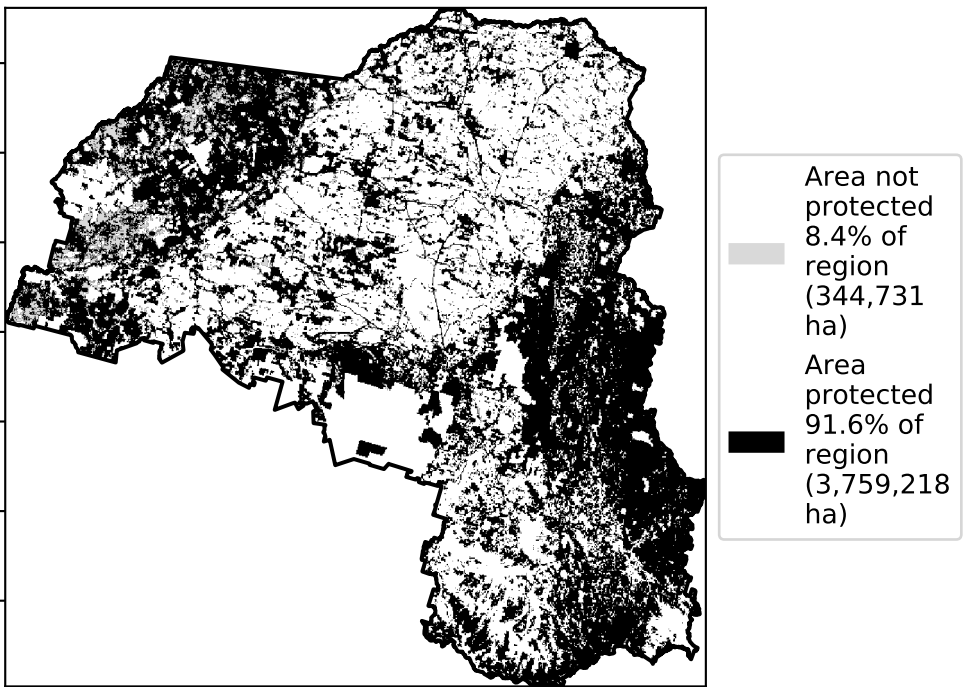 Area not
protected
8.4% of
region
(344,731
ha)
Area
protected
91.6% of
region
(3,759,218
ha)